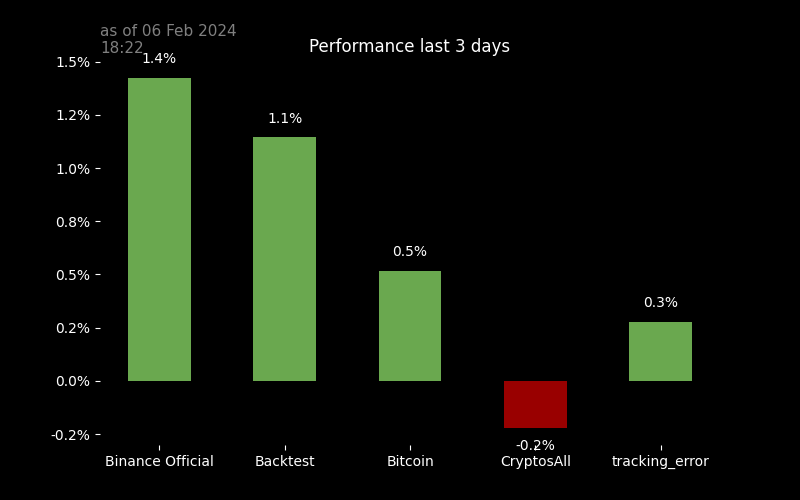 as of 06 Feb 2024
18:22
Performance last 3 days
1.5%
1.2%
1.0%
0.8%
0.5%
0.2%
0.0%
-0.2%
1.4%
1.1%
0.5%
-0.2%
0.3%
Binance Official
Backtest
Bitcoin
CryptosAll
tracking_error